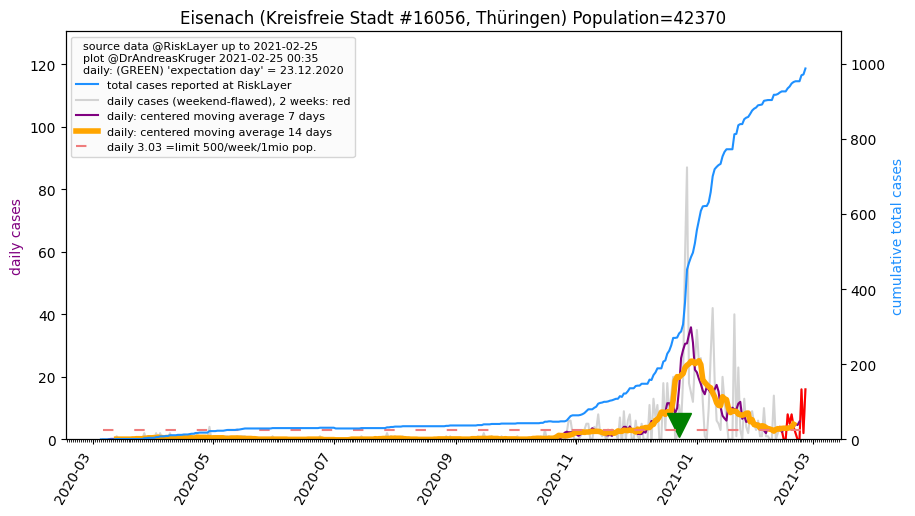 Eisenach (Kreisfreie Stadt #16056, Thüringen) Population=42370
source data @RiskLayer up to 2021-02-25
plot @DrAndreasKruger 2021-02-25 00:35
daily: (GREEN) 'expectation day' = 23.12.2020
total cases reported at RiskLayer
daily cases (weekend-flawed), 2 weeks: red
daily: centered moving average 7 days
daily: centered moving average 14 days
daily 3.03 =limit 500/week/1mio pop.
daily cases
120
100
80
60
40
20
0
cumulative total cases
1000
800
600
400
200
0
2020-03
2020-05
2020-07
2020-09
2020-11
2021-01
2021-03